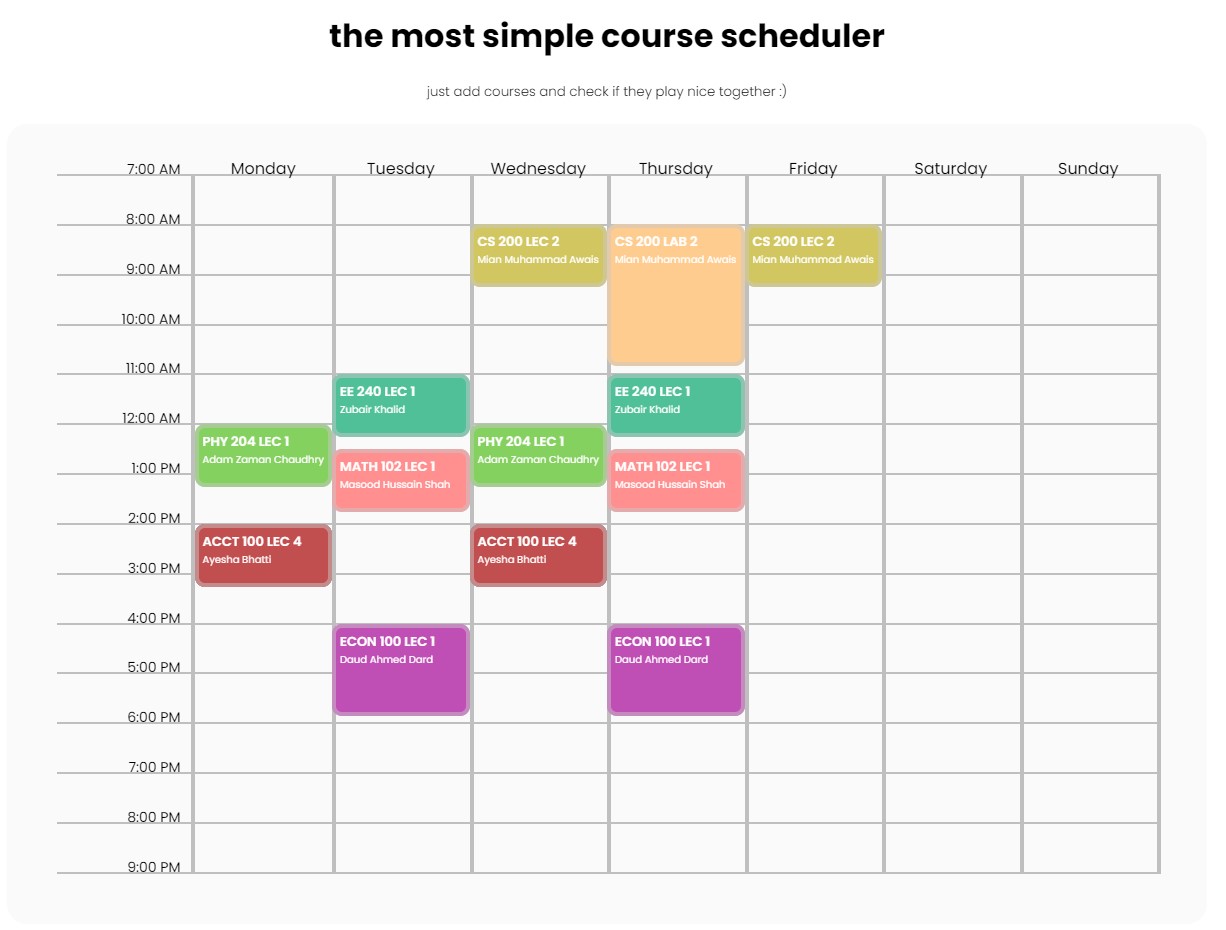 the most simple course scheduler
just add courses and check if they play nice together :)
Monday Tuesday Wednesday Thursday Friday Saturday Sunday
7:00 AM
8:00 AM
CS 200 LEC 2 CS 200 LAB 2 CS 200 LEC 2
Mian Muhammad Awais Mian Muhammad Awais Mian Muhammad Awais
9:00 AM
10:00 AM
11:00 AM
EE 240 LEC 1 EE 240 LEC 1
Zubair Khalid Zubair Khalid
12:00 AM
PHY 204 LEC 1 PHY 204 LEC 1
Adam Zaman Chaudhry Adam Zaman Chaudhry
1:00 PM
MATH 102 LEC 1 MATH 102 LEC 1
Masood Hussain Shah Masood Hussain Shah
2:00 PM
ACCT 100 LEC 4 ACCT 100 LEC 4
Ayesha Bhatti Ayesha Bhatti
3:00 PM
4:00 PM
ECON 100 LEC 1 ECON 100 LEC 1
Daud Ahmed Dard Daud Ahmed Dard
5:00 PM
6:00 PM
7:00 PM
8:00 PM
9:00 PM